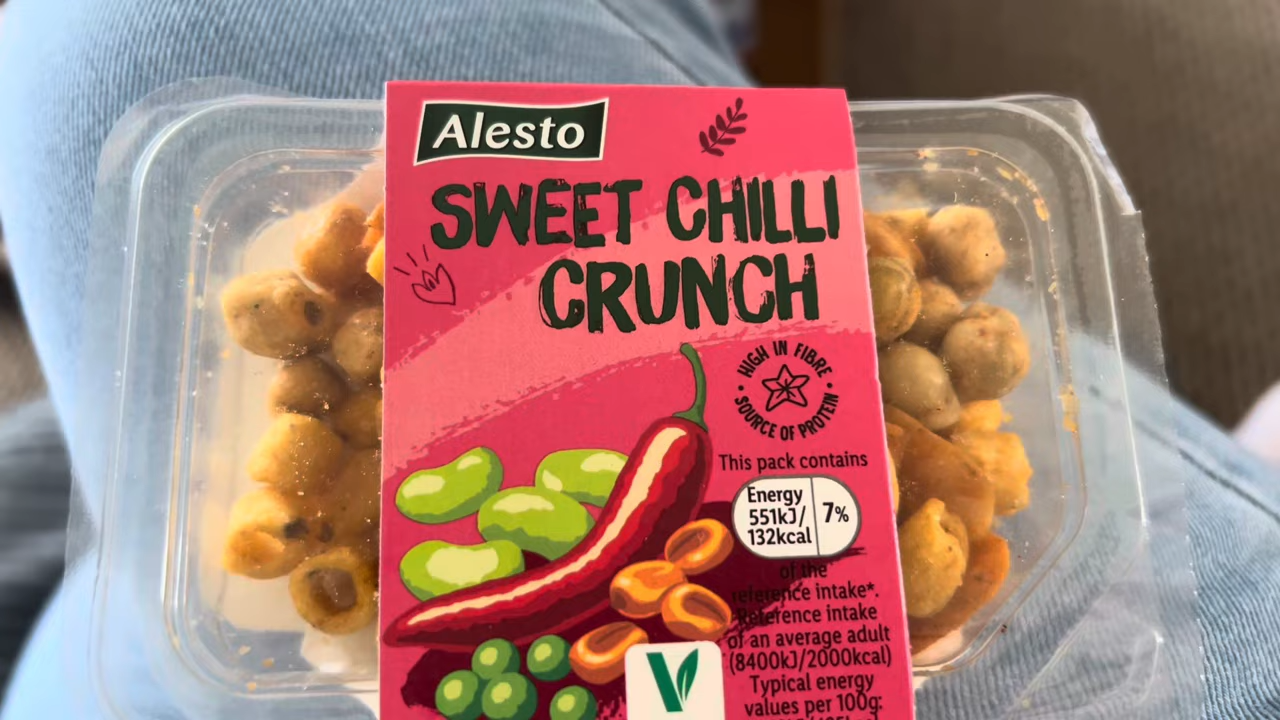 Alesto
SWEET CHILLI
CRUNCH
HIGH IN FIBRE
SOURCE OF PROTEIN
This pack contains
Energy
551kJ/
132kcal
7%
of the
reference intake*.
Reference intake
of an average adult
(8400kJ/2000kcal)
Typical energy
values per 100g: